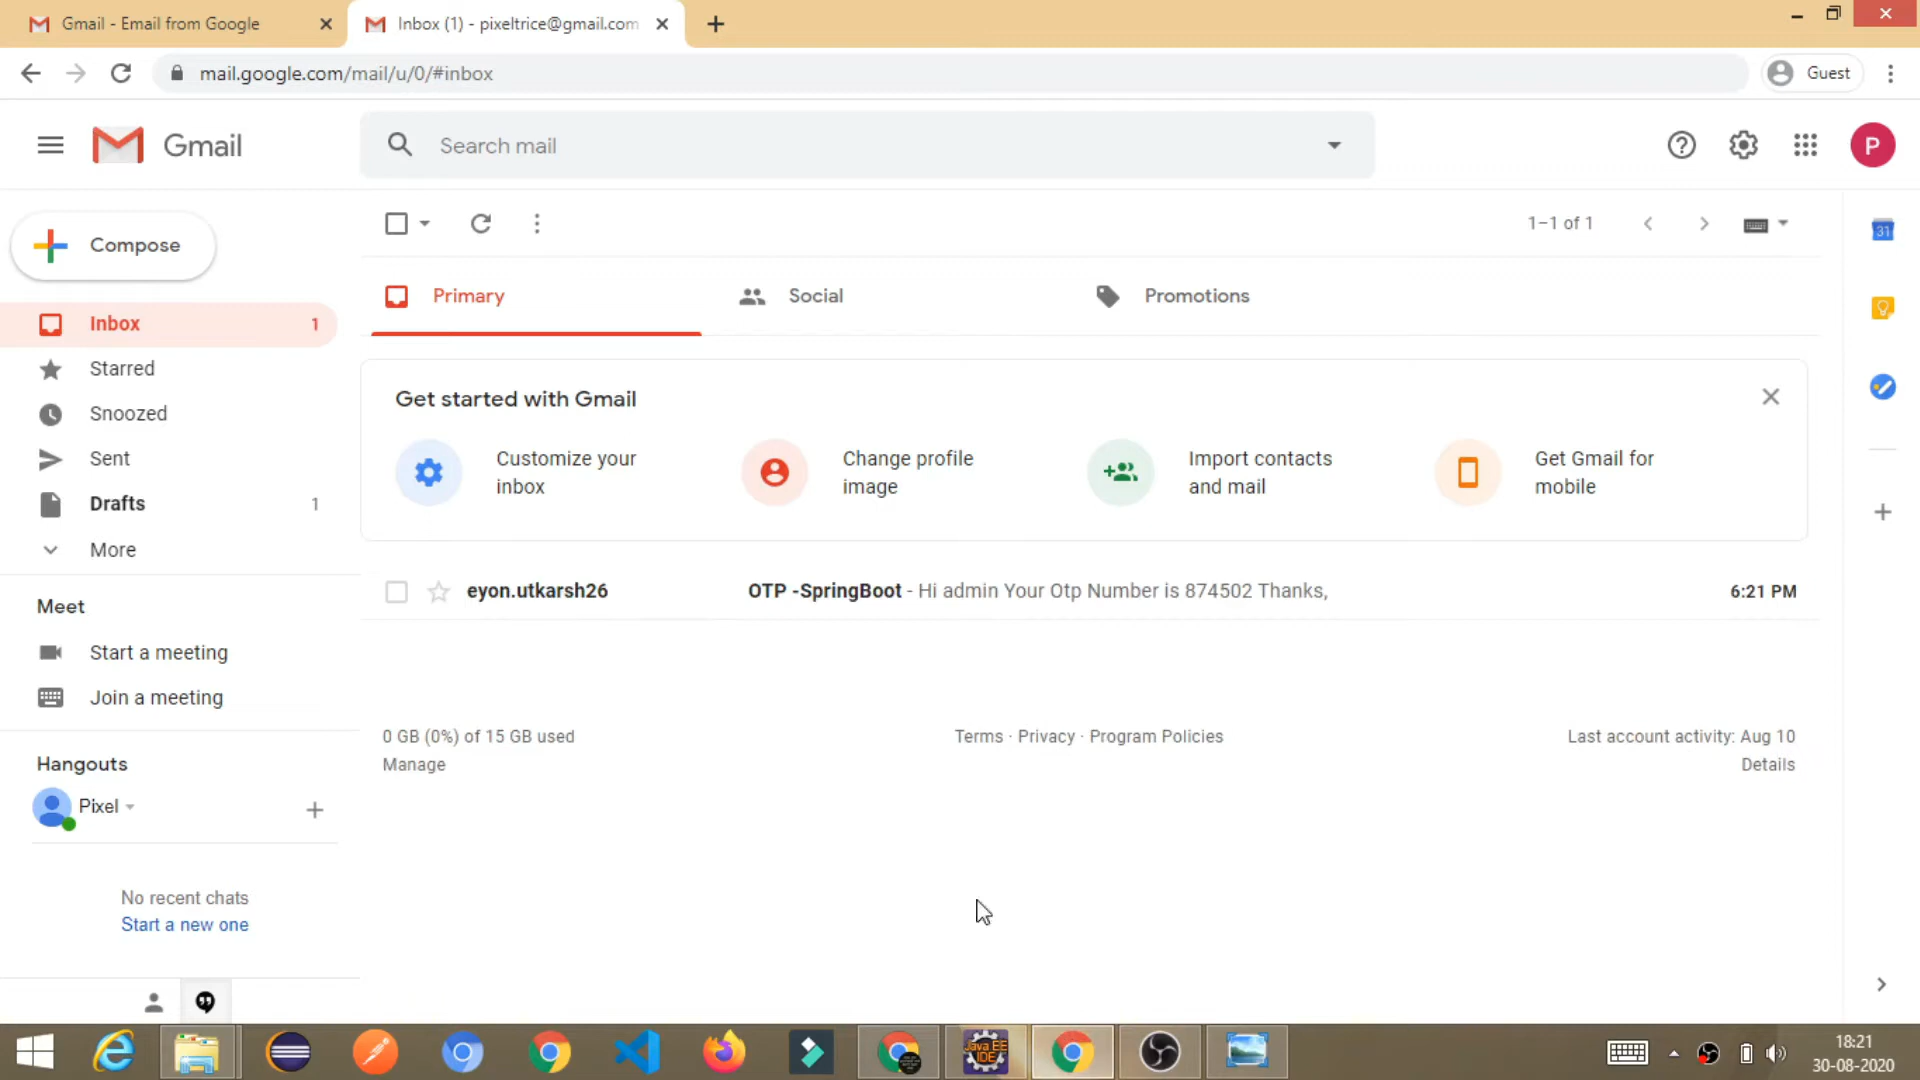 Gmail - Email from Google
Inbox (1) - pixeltrice@gmail.com
mail.google.com/mail/u/0/#inbox
Guest
Gmail
Search mail
P
Compose
1–1 of 1
31
Primary
Social
Promotions
Inbox 1
Starred
Snoozed
Sent
Drafts 1
More
Get started with Gmail
Customize your
inbox
Change profile
image
Import contacts
and mail
Get Gmail for
mobile
eyon.utkarsh26 OTP -SpringBoot - Hi admin Your Otp Number is 874502 Thanks, 6:21 PM
Meet
Start a meeting
Join a meeting
0 GB (0%) of 15 GB used
Manage
Terms · Privacy · Program Policies
Last account activity: Aug 10
Details
Hangouts
Pixel
No recent chats
Start a new one
Java EE
IDE
18:21
30-08-2020